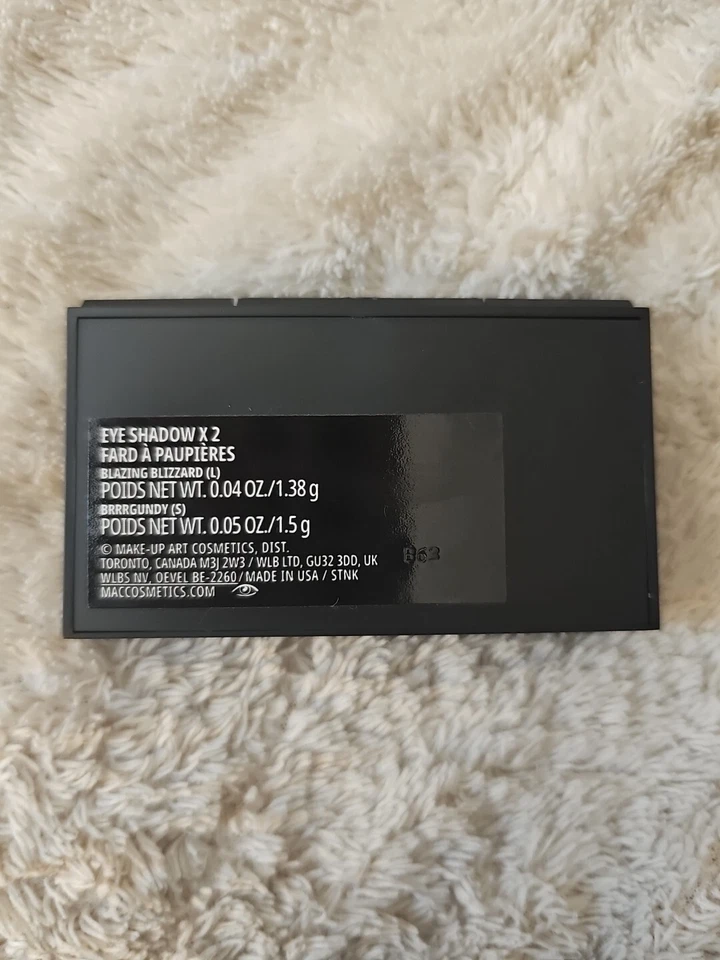 EYE SHADOW X 2
FARD À PAUPIÈRES
BLAZING BLIZZARD (L)
POIDS NET WT. 0.04 OZ./1.38 g
BRRRGUNDY (S)
POIDS NET WT. 0.05 OZ./1.5 g
© MAKE-UP ART COSMETICS, DIST.
TORONTO, CANADA M3J 2W3 / WLB LTD, GU32 3DD, UK
WLBS NV, OEVEL BE-2260/MADE IN USA / STNK
MACCOSMETICS.COM